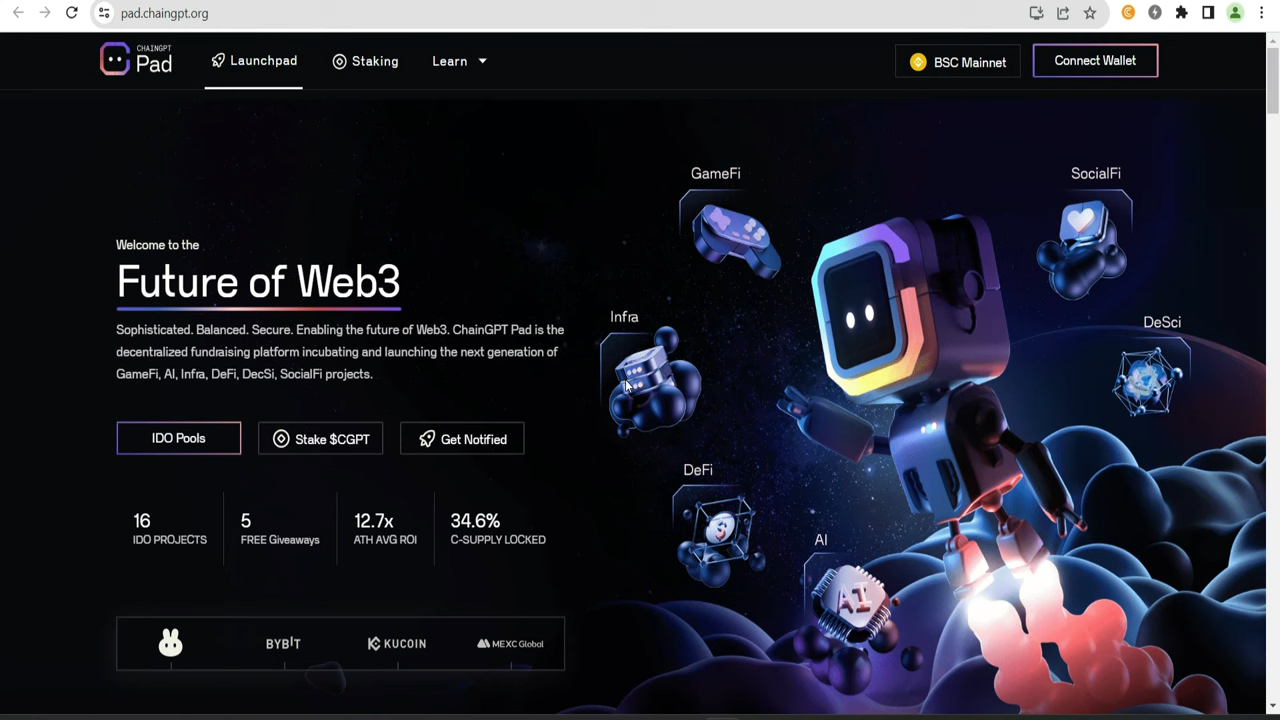 pad.chaingpt.org
CHAINGPT
Pad
Launchpad
Staking
Learn
BSC Mainnet
Connect Wallet
GameFi
SocialFi
Welcome to the
Future of Web3
Infra
DeSci
Sophisticated. Balanced. Secure. Enabling the future of Web3. ChainGPT Pad is the
decentralized fundraising platform incubating and launching the next generation of
GameFi, AI, Infra, DeFi, DecSi, SocialFi projects.
IDO Pools
Stake $CGPT
Get Notified
DeFi
16
IDO PROJECTS
5
FREE Giveaways
12.7x
ATH AVG ROI
34.6%
C-SUPPLY LOCKED
AI
AI
BYBIT
KUCOIN
MEXC Global